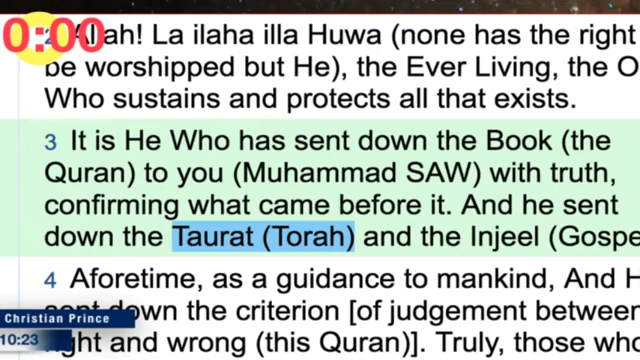 0:00
Allah! La ilaha illa Huwa (none has the right
be worshipped but He), the Ever Living, the O
Who sustains and protects all that exists.
3 It is He Who has sent down the Book (the
Quran) to you (Muhammad SAW) with truth,
confirming what came before it. And he sent
down the Taurat (Torah) and the Injeel (Gospe
4 Aforetime, as a guidance to mankind, And H
sent down the criterion [of judgement between
Christian Prince
right and wrong (this Quran)]. Truly, those who
10:23